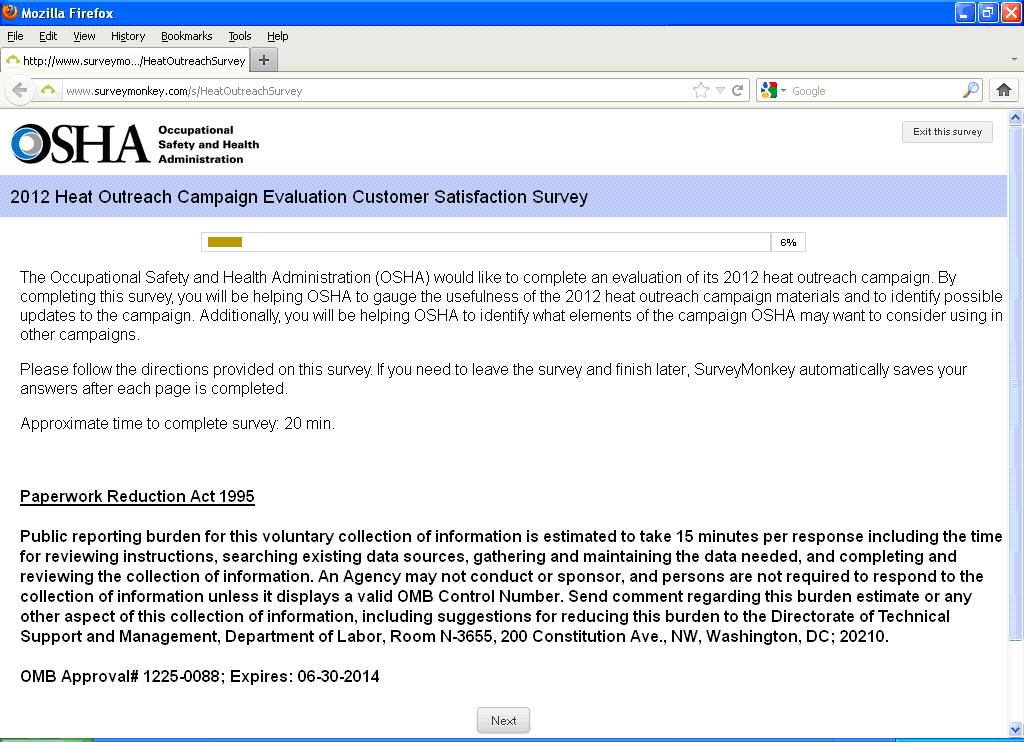 Mozilla Firefox
File Edit View History Bookmarks Tools Help
http://www.surveymo.../HeatOutreachSurvey
www.surveymonkey.com/s/HeatOutreachSurvey
Google
OSHA
Occupational
Safety and Health
Administration
Exit this survey
2012 Heat Outreach Campaign Evaluation Customer Satisfaction Survey
6%
The Occupational Safety and Health Administration (OSHA) would like to complete an evaluation of its 2012 heat outreach campaign. By
completing this survey, you will be helping OSHA to gauge the usefulness of the 2012 heat outreach campaign materials and to identify possible
updates to the campaign. Additionally, you will be helping OSHA to identify what elements of the campaign OSHA may want to consider using in
other campaigns.
Please follow the directions provided on this survey. If you need to leave the survey and finish later, SurveyMonkey automatically saves your
answers after each page is completed.
Approximate time to complete survey: 20 min.
Paperwork Reduction Act 1995
Public reporting burden for this voluntary collection of information is estimated to take 15 minutes per response including the time
for reviewing instructions, searching existing data sources, gathering and maintaining the data needed, and completing and
reviewing the collection of information. An Agency may not conduct or sponsor, and persons are not required to respond to the
collection of information unless it displays a valid OMB Control Number. Send comment regarding this burden estimate or any
other aspect of this collection of information, including suggestions for reducing this burden to the Directorate of Technical
Support and Management, Department of Labor, Room N-3655, 200 Constitution Ave., NW, Washington, DC; 20210.
OMB Approval# 1225-0088; Expires: 06-30-2014
Next